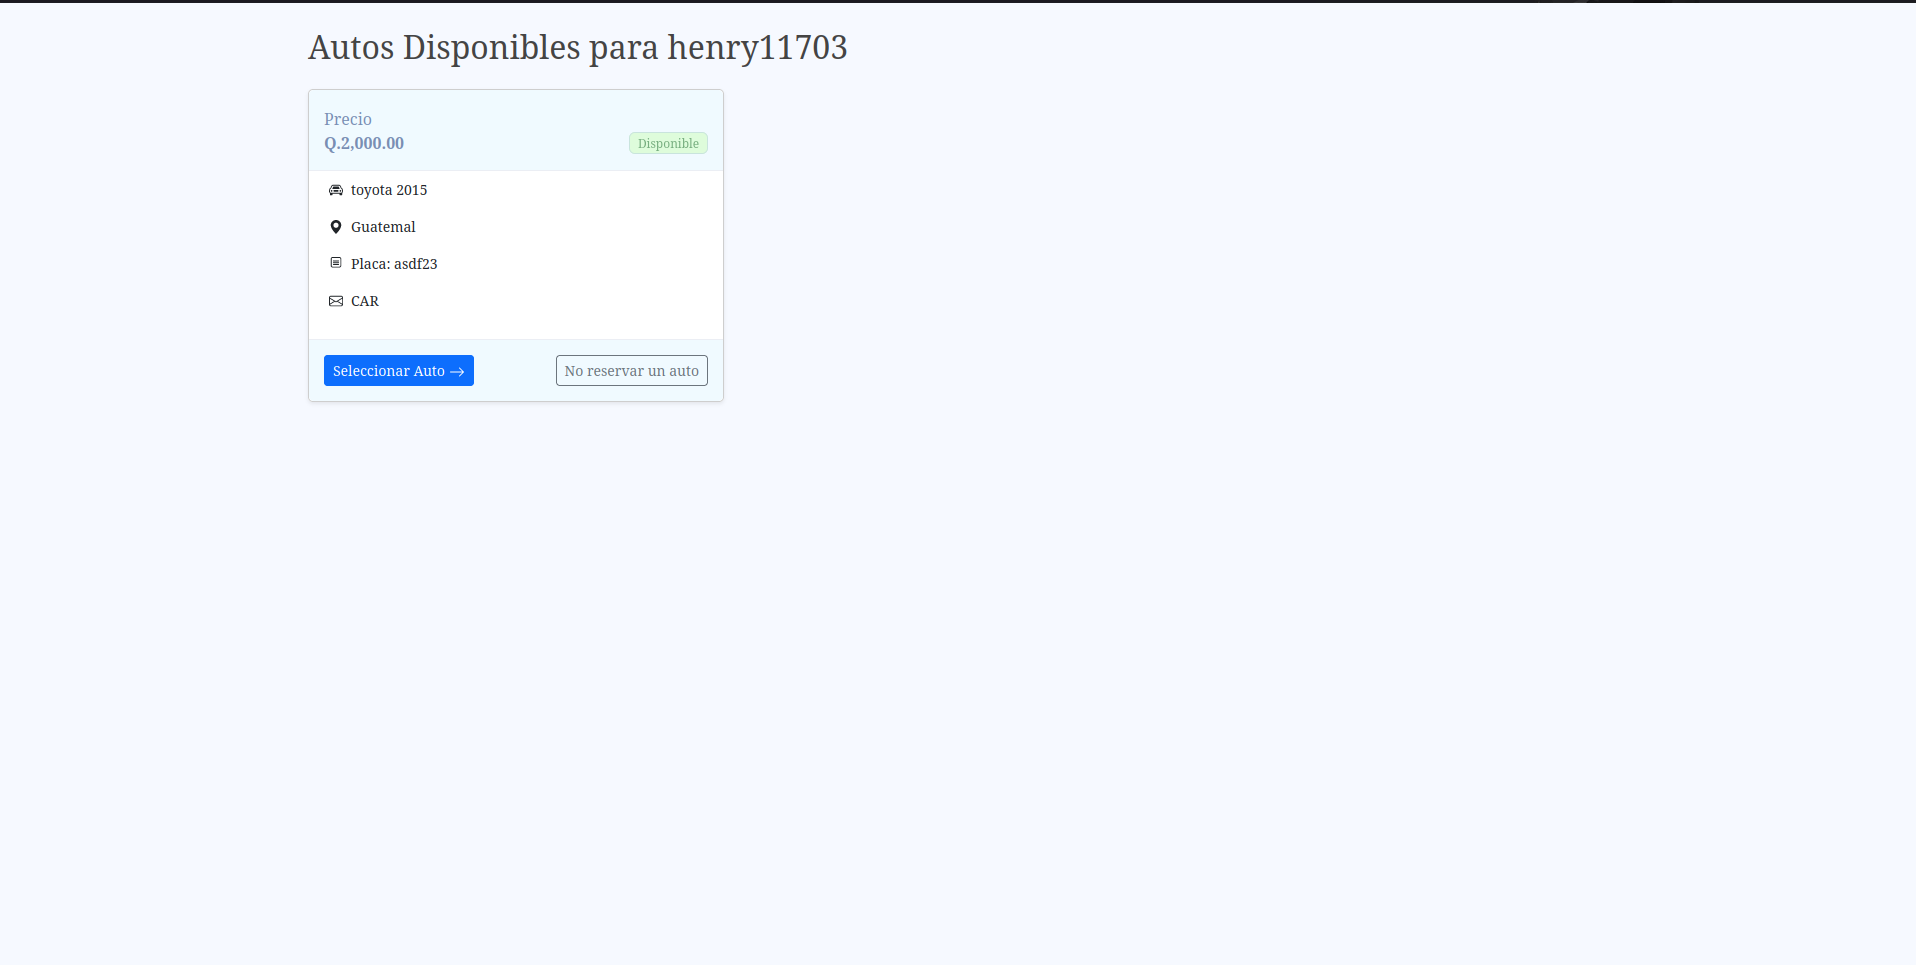 Autos Disponibles para henry11703
Precio
Q.2,000.00
Disponible
toyota 2015
Guatemal
Placa: asdf23
CAR
Seleccionar Auto →
No reservar un auto